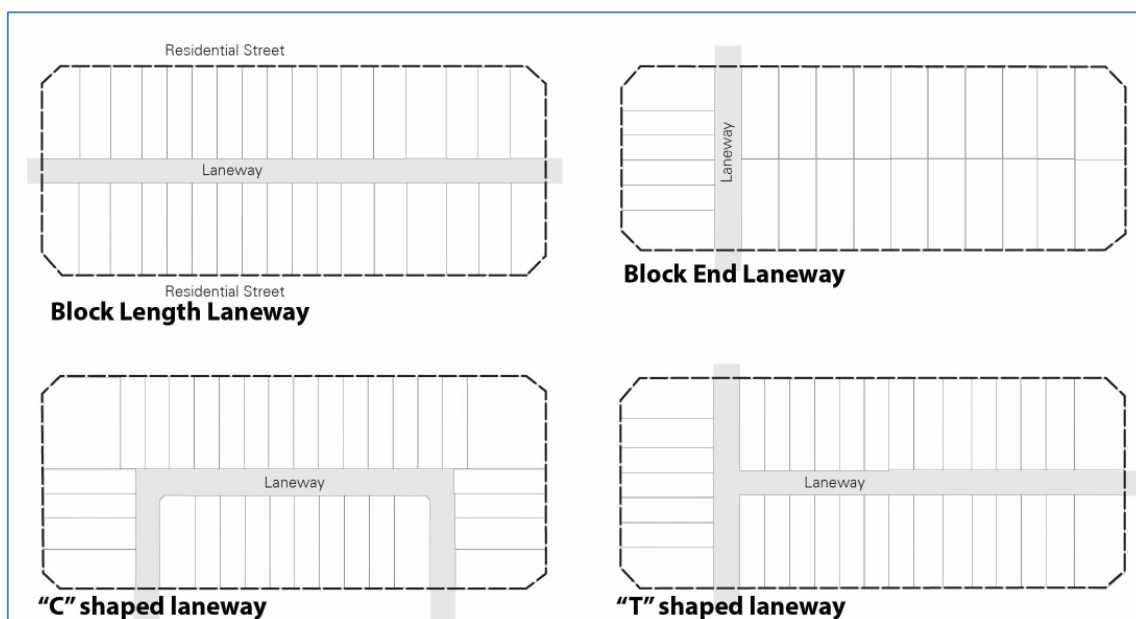 Residential Street
Laneway
Residential Street
Block Length Laneway
Laneway
Block End Laneway
Laneway
“C” shaped laneway
Laneway
“T” shaped laneway